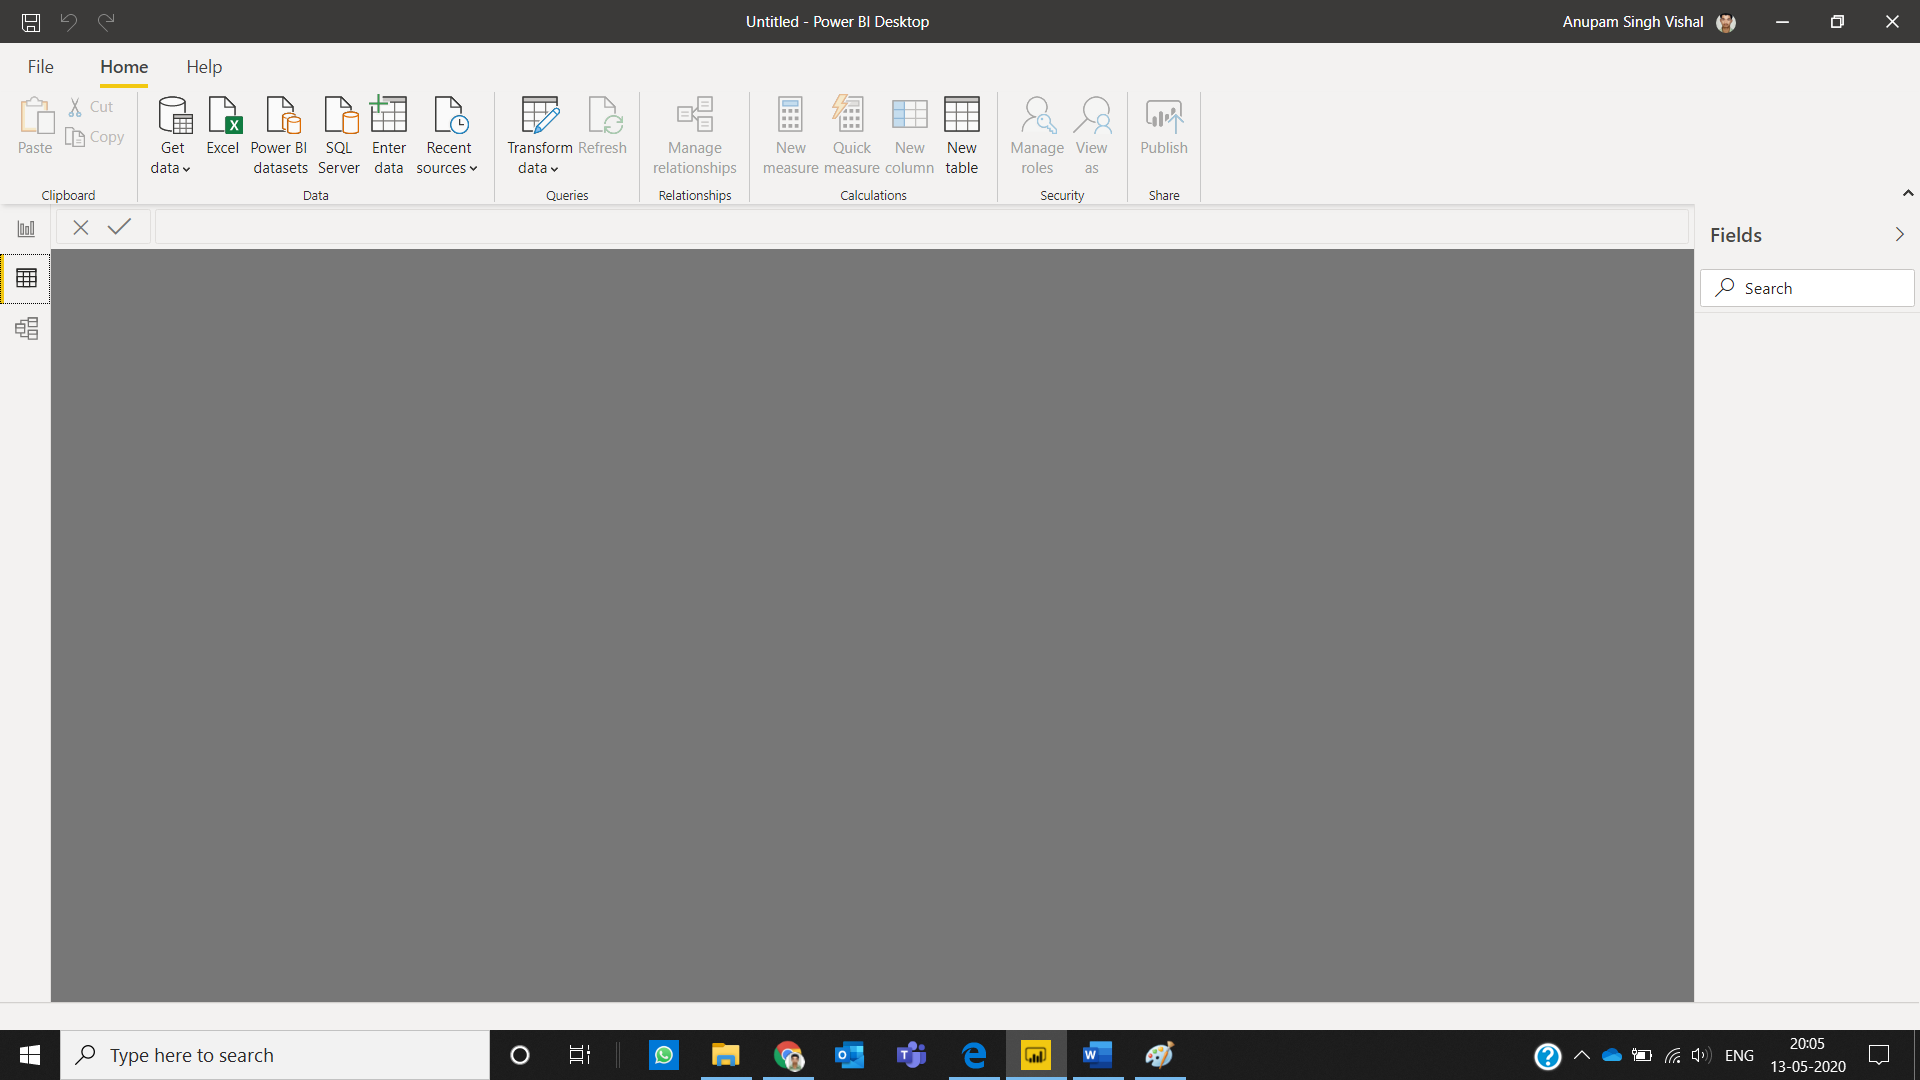 Untitled - Power BI Desktop
Anupam Singh Vishal
File Home Help
Paste
Cut
Copy
Clipboard
Get data
Excel
Power BI datasets
SQL Server
Enter data
Recent sources
Data
Transform data
Refresh
Queries
Manage relationships
Relationships
New measure
Quick measure
New column
New table
Calculations
Manage roles
View as
Security
Publish
Share
Fields
Search
Type here to search
ENG
20:05
13-05-2020